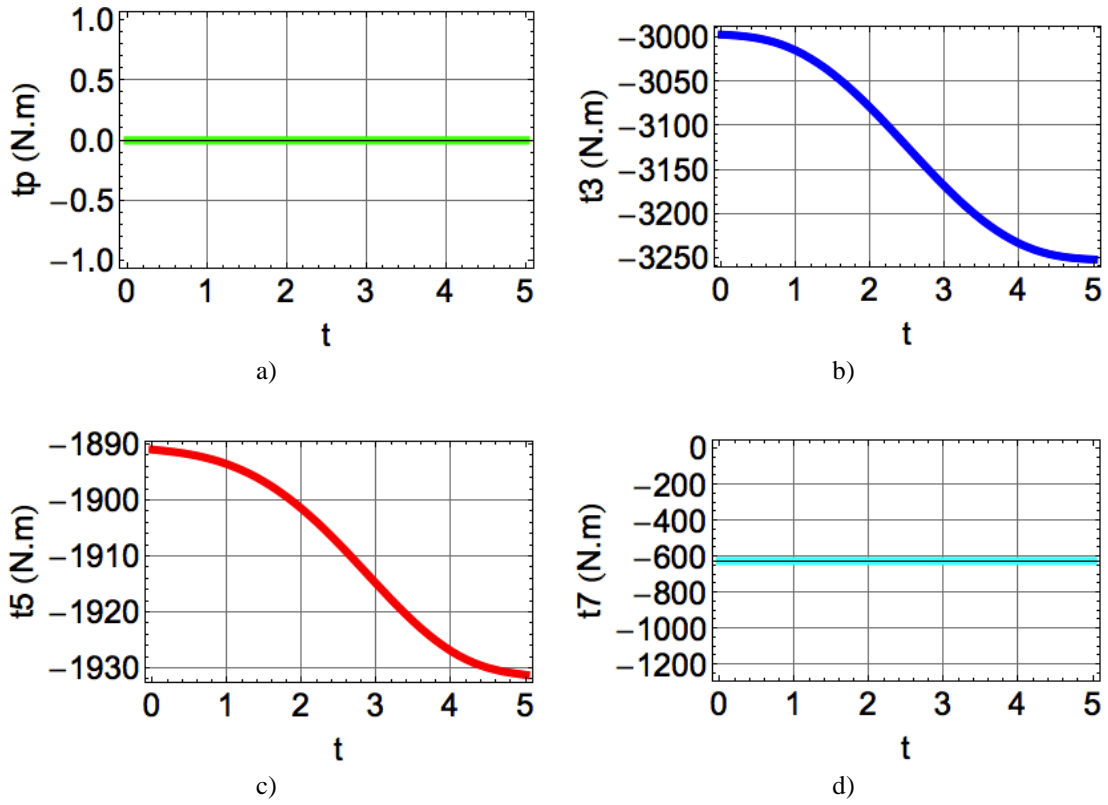 1.0
0.5
0.0
−0.5
−1.0
tp (N.m)
0 1 2 3 4 5
t
a)
−3000
−3050
−3100
−3150
−3200
−3250
t3 (N.m)
0 1 2 3 4 5
t
b)
−1890
−1900
−1910
−1920
−1930
t5 (N.m)
0 1 2 3 4 5
t
c)
0
−200
−400
−600
−800
−1000
−1200
t7 (N.m)
0 1 2 3 4 5
t
d)